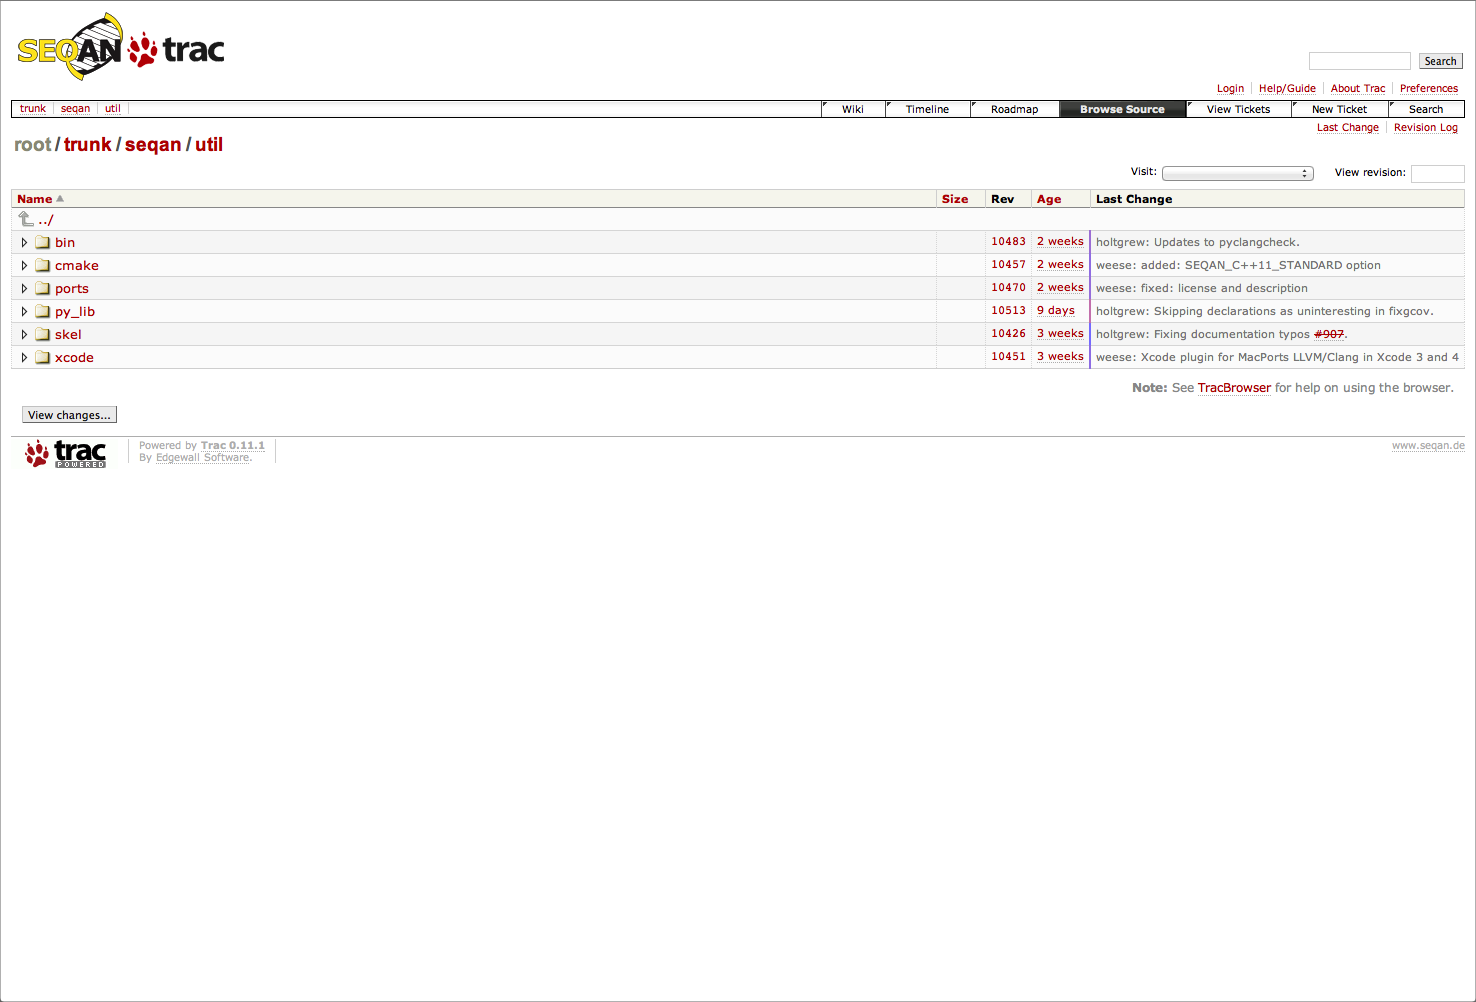 SEQAN trac
Search
Login Help/Guide About Trac Preferences
trunk seqan util Wiki Timeline Roadmap Browse Source View Tickets New Ticket Search
Last Change Revision Log
root / trunk / seqan / util
Visit: View revision:
Name Size Rev Age Last Change
../
bin 10483 2 weeks holtgrew: Updates to pyclangcheck.
cmake 10457 2 weeks weese: added: SEQAN_C++11_STANDARD option
ports 10470 2 weeks weese: fixed: license and description
py_lib 10513 9 days holtgrew: Skipping declarations as uninteresting in fixgcov.
skel 10426 3 weeks holtgrew: Fixing documentation typos #907.
xcode 10451 3 weeks weese: Xcode plugin for MacPorts LLVM/Clang in Xcode 3 and 4
Note: See TracBrowser for help on using the browser.
View changes...
trac POWERED
Powered by Trac 0.11.1
By Edgewall Software.
www.seqan.de